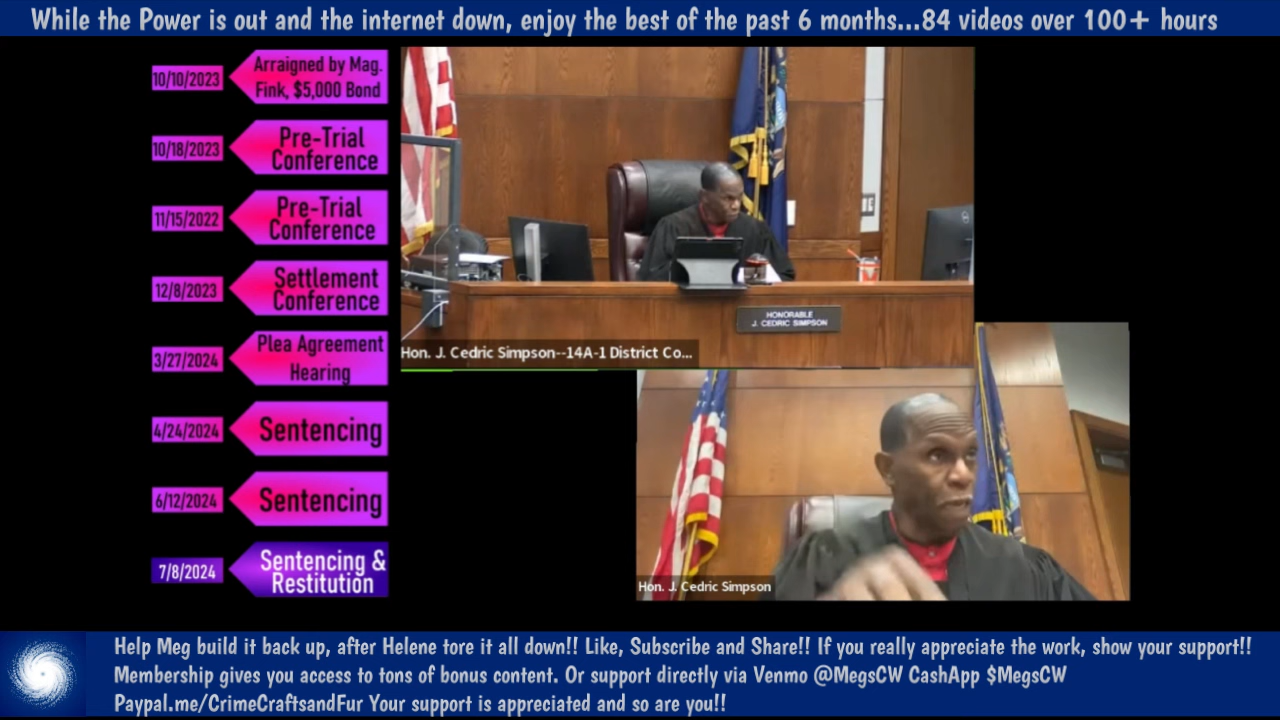 While the Power is out and the internet down, enjoy the best of the past 6 months...84 videos over 100+ hours
10/10/2023
Arraigned by Mag.
Fink, $5,000 Bond
10/18/2023
Pre-Trial
Conference
11/15/2022
Pre-Trial
Conference
12/8/2023
Settlement
Conference
3/27/2024
Plea Agreement
Hearing
4/24/2024
Sentencing
6/12/2024
Sentencing
7/8/2024
Sentencing &
Restitution
HONORABLE
J. CEDRIC SIMPSON
Hon. J. Cedric Simpson--14A-1 District Co...
Hon. J. Cedric Simpson
Help Meg build it back up, after Helene tore it all down!! Like, Subscribe and Share!! If you really appreciate the work, show your support!!
Membership gives you access to tons of bonus content. Or support directly via Venmo @MegsCW CashApp $MegsCW
Paypal.me/CrimeCraftsandFur Your support is appreciated and so are you!!